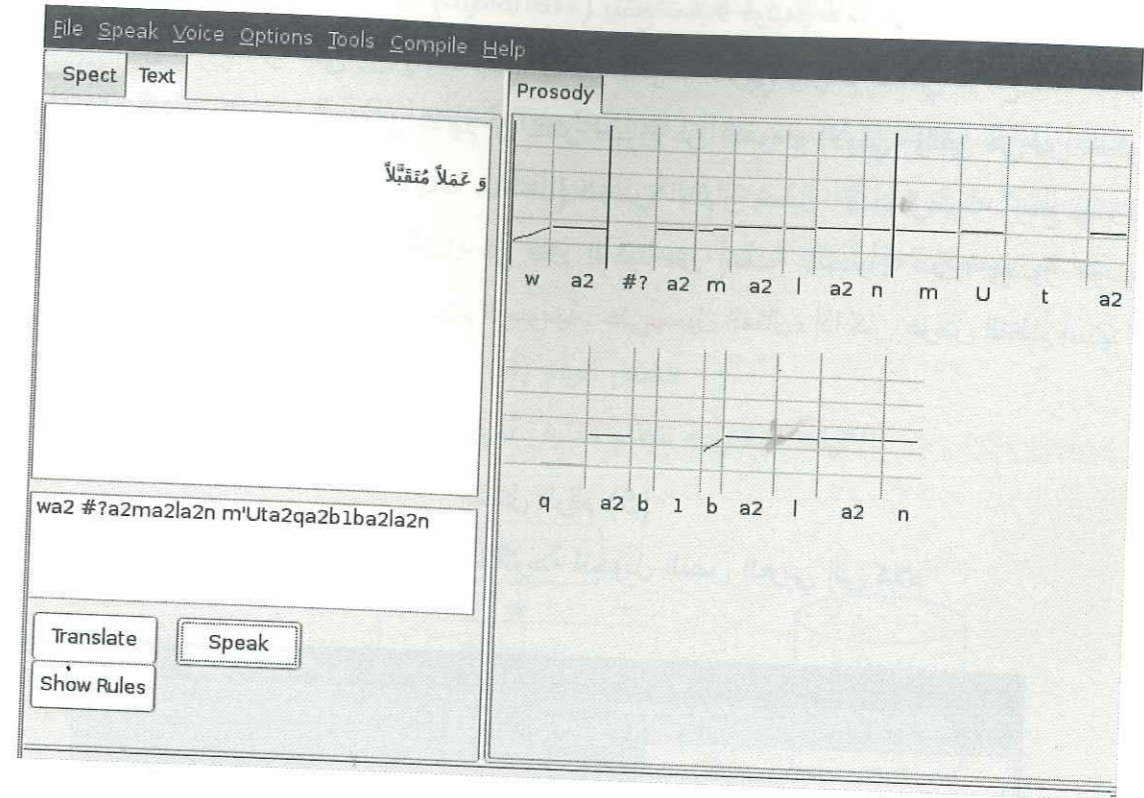 File Speak Voice Options Tools Compile Help
Spect Text
وَ عَمَلاً مُتَقَبَّلاً
wa2 #?a2ma2la2n m'Uta2qa2b1ba2la2n
Translate Speak
Show Rules
Prosody
w a2 #? a2 m a2 l a2 n m U t a2
q a2 b 1 b a2 l a2 n